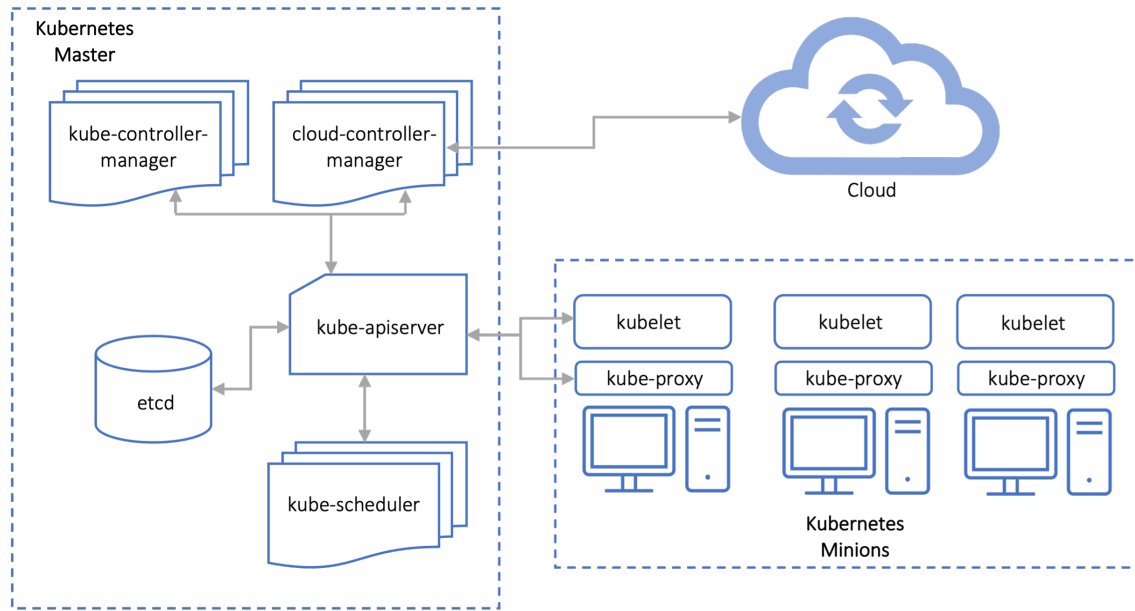 Kubernetes
Master
kube-controller-
manager
cloud-controller-
manager
Cloud
kube-apiserver
etcd
kube-scheduler
kubelet
kubelet
kubelet
kube-proxy
kube-proxy
kube-proxy
Kubernetes
Minions